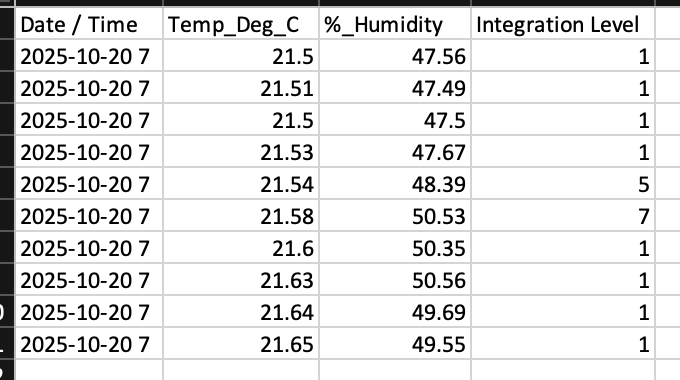 Date / Time Temp_Deg_C %_Humidity Integration Level
2025-10-20 7 21.5 47.56 1
2025-10-20 7 21.51 47.49 1
2025-10-20 7 21.5 47.5 1
2025-10-20 7 21.53 47.67 1
2025-10-20 7 21.54 48.39 5
2025-10-20 7 21.58 50.53 7
2025-10-20 7 21.6 50.35 1
2025-10-20 7 21.63 50.56 1
2025-10-20 7 21.64 49.69 1
2025-10-20 7 21.65 49.55 1